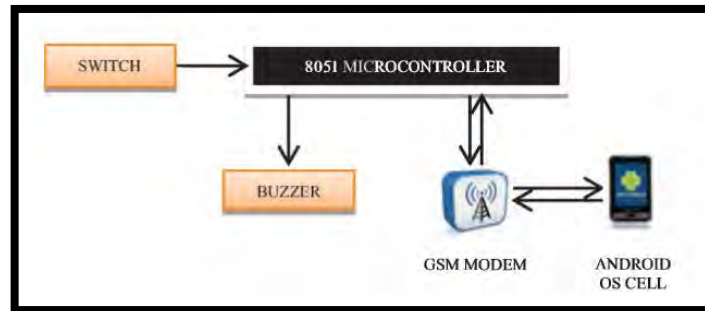 SWITCH
8051 MICROCONTROLLER
BUZZER
GSM MODEM
ANDROID
OS CELL